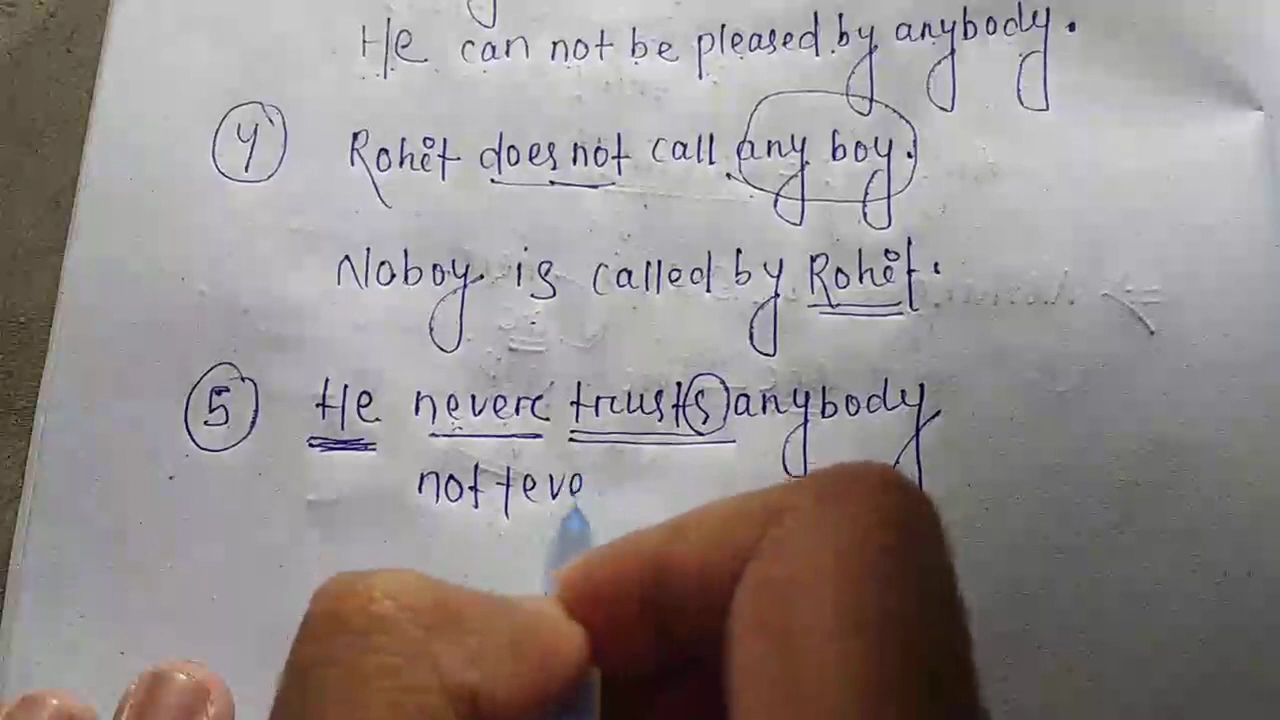 He can not be pleased by anybody.
4 Rohit does not call any boy.
Noboy is called by Rohit.
5 He never trusts anybody
not + eve